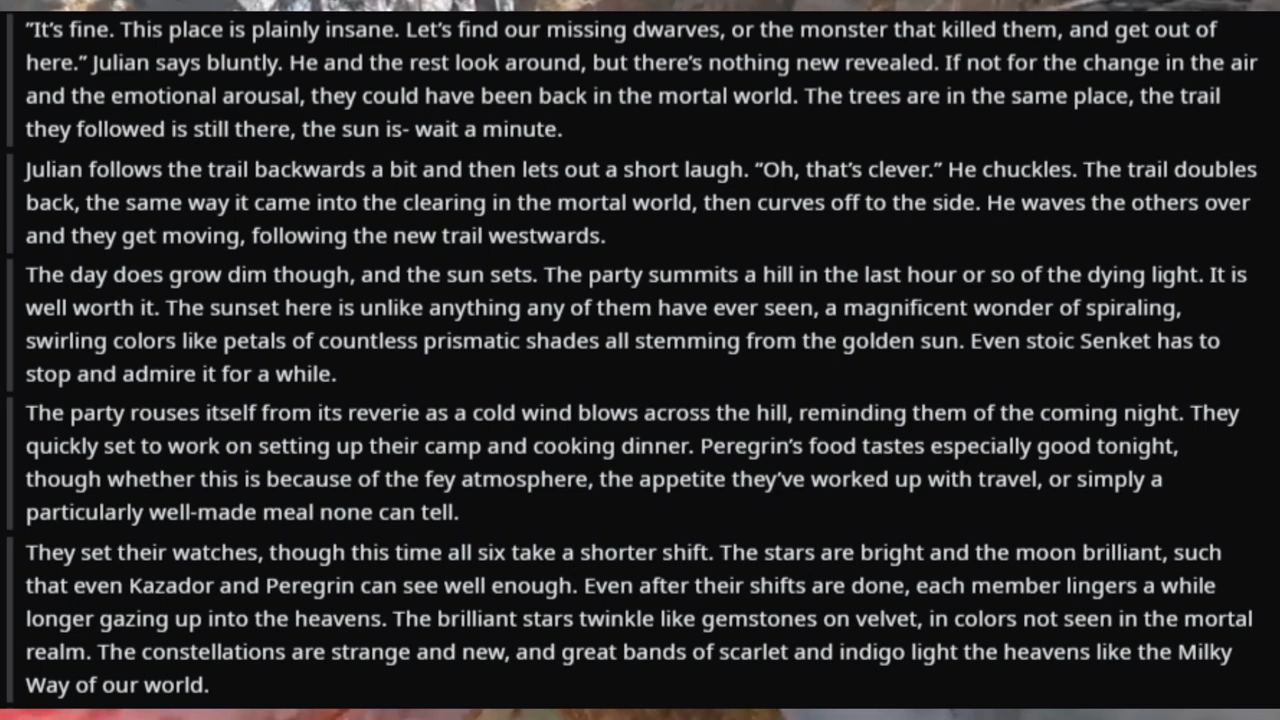 ”It’s fine. This place is plainly insane. Let’s find our missing dwarves, or the monster that killed them, and get out of
here.” Julian says bluntly. He and the rest look around, but there’s nothing new revealed. If not for the change in the air
and the emotional arousal, they could have been back in the mortal world. The trees are in the same place, the trail
they followed is still there, the sun is- wait a minute.
Julian follows the trail backwards a bit and then lets out a short laugh. “Oh, that’s clever.” He chuckles. The trail doubles
back, the same way it came into the clearing in the mortal world, then curves off to the side. He waves the others over
and they get moving, following the new trail westwards.
The day does grow dim though, and the sun sets. The party summits a hill in the last hour or so of the dying light. It is
well worth it. The sunset here is unlike anything any of them have ever seen, a magnificent wonder of spiraling,
swirling colors like petals of countless prismatic shades all stemming from the golden sun. Even stoic Senket has to
stop and admire it for a while.
The party rouses itself from its reverie as a cold wind blows across the hill, reminding them of the coming night. They
quickly set to work on setting up their camp and cooking dinner. Peregrin’s food tastes especially good tonight,
though whether this is because of the fey atmosphere, the appetite they’ve worked up with travel, or simply a
particularly well-made meal none can tell.
They set their watches, though this time all six take a shorter shift. The stars are bright and the moon brilliant, such
that even Kazador and Peregrin can see well enough. Even after their shifts are done, each member lingers a while
longer gazing up into the heavens. The brilliant stars twinkle like gemstones on velvet, in colors not seen in the mortal
realm. The constellations are strange and new, and great bands of scarlet and indigo light the heavens like the Milky
Way of our world.